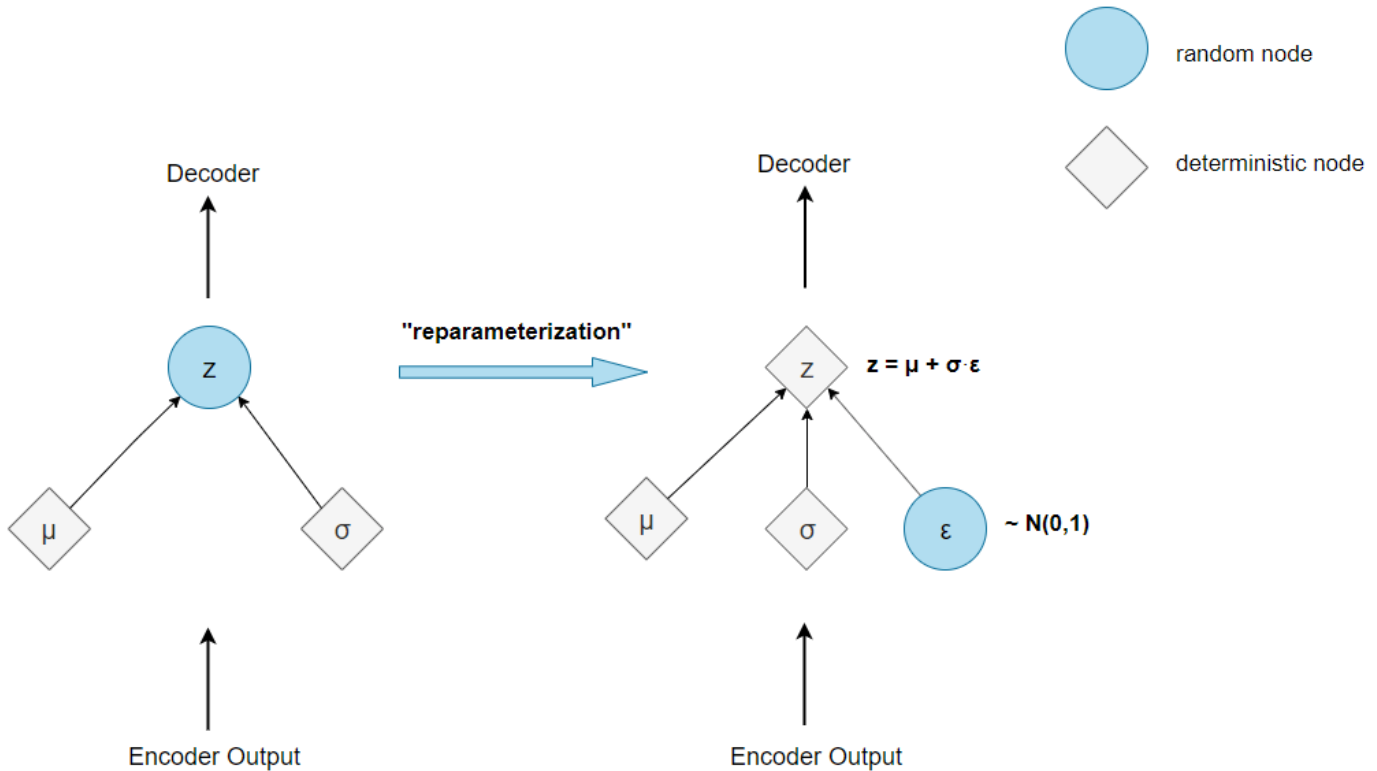 random node
deterministic node
Decoder
Decoder
"reparameterization"
z
z
z = μ + σ·ε
μ
σ
μ
σ
ε
~ N(0,1)
Encoder Output
Encoder Output